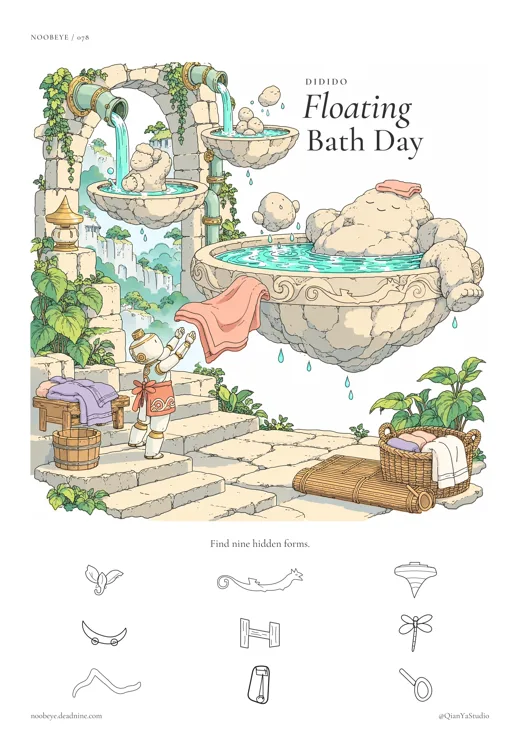 NOOBEYE / 078
DIDIDO
Floating
Bath Day
Find nine hidden forms.
noobeye.deadnine.com
@QianYaStudio